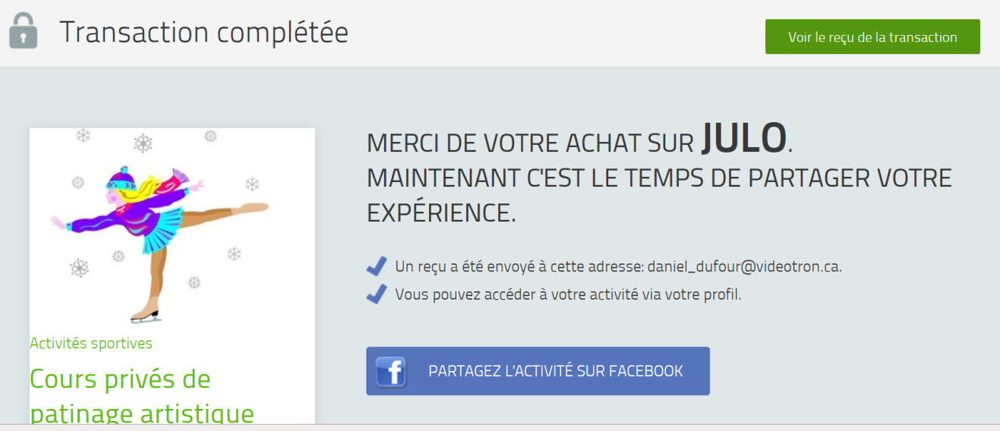 Transaction complétée
Voir le reçu de la transaction
MERCI DE VOTRE ACHAT SUR JULO.
MAINTENANT C'EST LE TEMPS DE PARTAGER VOTRE
EXPÉRIENCE.
Un reçu a été envoyé à cette adresse: daniel_dufour@videotron.ca.
Vous pouvez accéder à votre activité via votre profil.
f PARTAGEZ L'ACTIVITÉ SUR FACEBOOK
Activités sportives
Cours privés de
patinage artistique